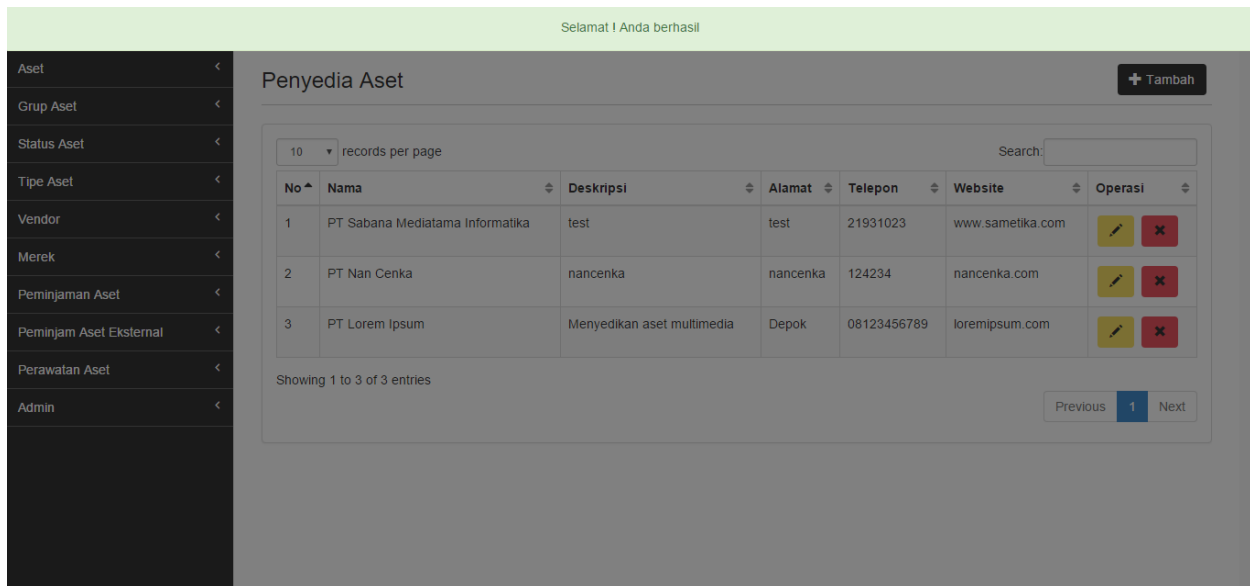 Selamat ! Anda berhasil
Aset
Grup Aset
Status Aset
Tipe Aset
Vendor
Merek
Peminjaman Aset
Peminjam Aset Eksternal
Perawatan Aset
Admin
Penyedia Aset
Tambah
10 records per page
Search:
No Nama Deskripsi Alamat Telepon Website Operasi
1 PT Sabana Mediatama Informatika test test 21931023 www.sametika.com
2 PT Nan Cenka nancenka nancenka 124234 nancenka.com
3 PT Lorem Ipsum Menyedikan aset multimedia Depok 08123456789 loremipsum.com
Showing 1 to 3 of 3 entries
Previous 1 Next